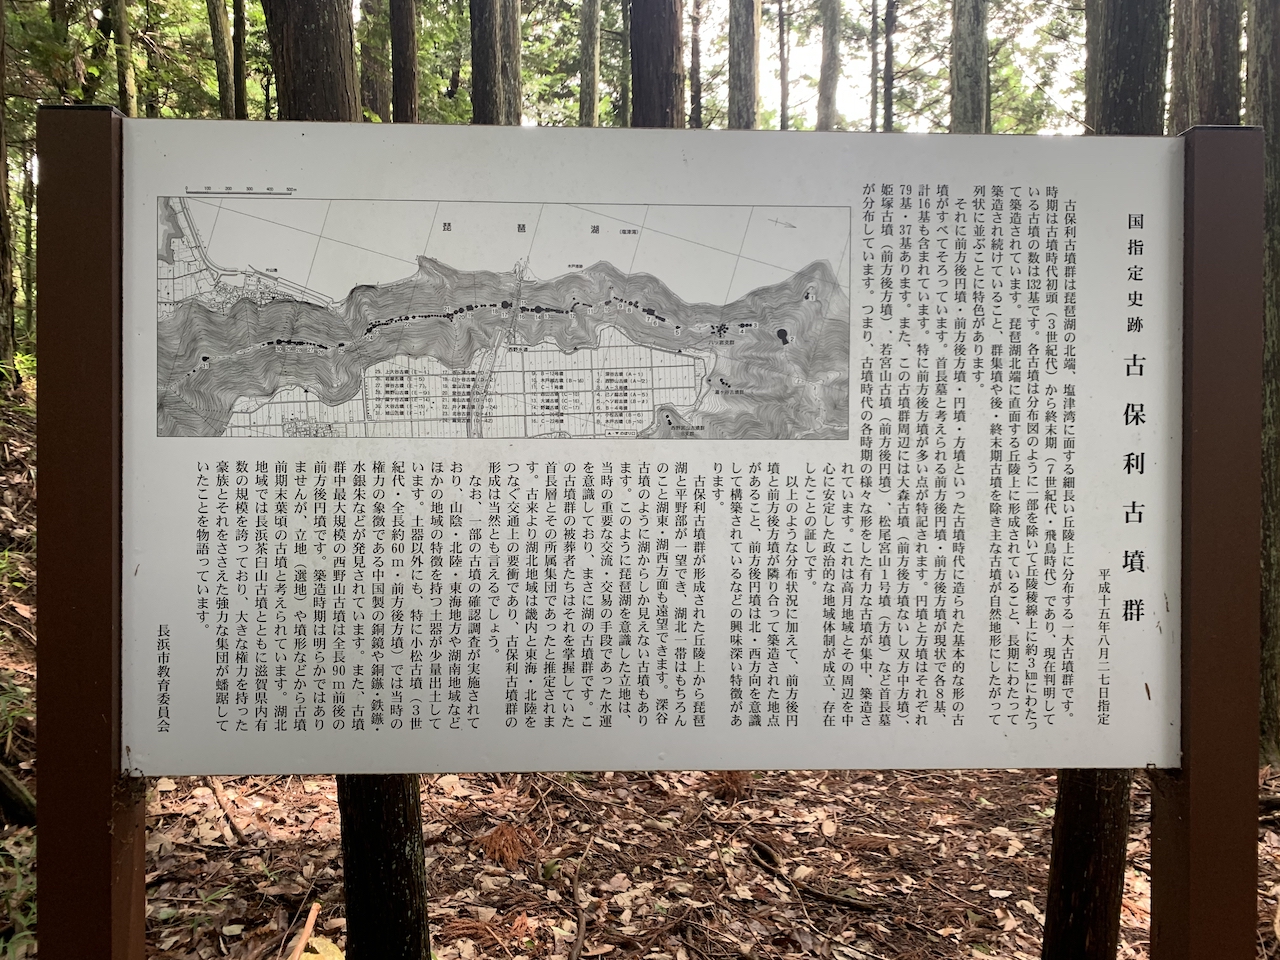 国指定史跡 古保利古墳群
平成十五年八月二七日指定
古保利古墳群は琵琶湖の北端、塩津湾に面する細長い丘陵上に分布する一大古墳群です。
時期は古墳時代初頭（3世紀代）から終末期（7世紀代・飛鳥時代）であり、現在判明して
いる古墳の数は132基です。各古墳は分布図のように一部を除いて丘陵稜線上に約3kmにわたっ
て築造されています。琵琶湖北端に直面する丘陵上に形成されていること、長期にわたって
築造され続けていること、群集墳や後・終末期古墳を除き主な古墳が自然地形にしたがって
列状に並ぶことに特色があります。
それに前方後円墳・前方後方墳・円墳・方墳といった古墳時代に造られた基本的な形の古
墳がすべてそろっています。首長墓と考えられる前方後円墳・前方後方墳が現状で各8基、
計16基も含まれています。特に前方後方墳が多い点が特記されます。円墳と方墳はそれぞれ
79基・37基あります。また、この古墳群周辺には大森古墳（前方後方墳ないし双方中方墳）、
姫塚古墳（前方後方墳）、若宮山古墳（前方後円墳）、松尾宮山1号墳（方墳）など首長墓
が分布しています。つまり、古墳時代の各時期の様々な形をした有力な古墳が集中、築造さ
れています。これは高月地域とその周辺を中
心に安定した政治的な地域体制が成立、存在
したことの証しです。
以上のような分布状況に加えて、前方後円
墳と前方後方墳が隣り合って築造された地点
があること、前方後円墳は北・西方向を意識
して構築されているなどの興味深い特徴があ
ります。
古保利古墳群が形成された丘陵上から琵琶
湖と平野部が一望でき、湖北一帯はもちろん
のこと湖東・湖西方面も遠望できます。深谷
古墳のように湖からしか見えない古墳もあり
ます。このように琵琶湖を意識した立地は、
当時の重要な交流・交易の手段であった水運
を意識しており、まさに湖の古墳群です。こ
の古墳群の被葬者たちはそれを掌握していた
首長層とその所属集団であったと推定されま
す。古来より湖北地域は畿内と東海・北陸を
つなぐ交通上の要衝であり、古保利古墳群の
形成は当然とも言えるでしょう。
なお、一部の古墳の確認調査が実施されて
おり、山陰・北陸・東海地方や湖南地域など
ほかの地域の特徴を持つ土器が少量出土して
います。土器以外にも、特に小松古墳（3世
紀代・全長約60m・前方後方墳）では当時の
権力の象徴である中国製の銅鏡や銅鏃・鉄鏃・
水銀朱などが発見されています。また、古墳
群中最大規模の西野山古墳は全長90m前後の
前方後円墳です。築造時期は明らかではあり
ませんが、立地（選地）や墳形などから古墳
前期末葉頃の古墳と考えられています。湖北
地域では長浜茶臼山古墳とともに滋賀県内有
数の規模を誇っており、大きな権力を持った
豪族とそれをささえた強力な集団が蟠踞して
いたことを物語っています。
長浜市教育委員会
琵琶湖
（塩津湾）
西野水道